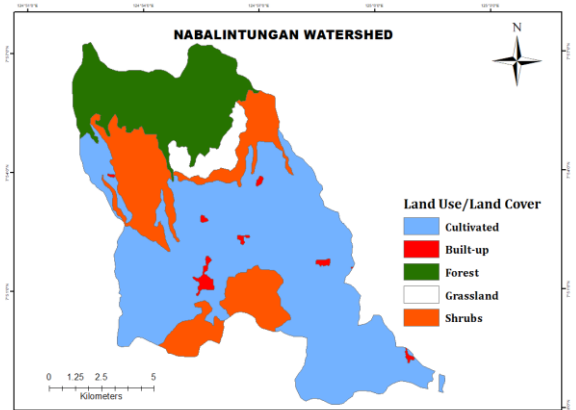 NABALINTUNGAN WATERSHED
N
Land Use/Land Cover
Cultivated
Built-up
Forest
Grassland
Shrubs
0 1.25 2.5 5
Kilometers